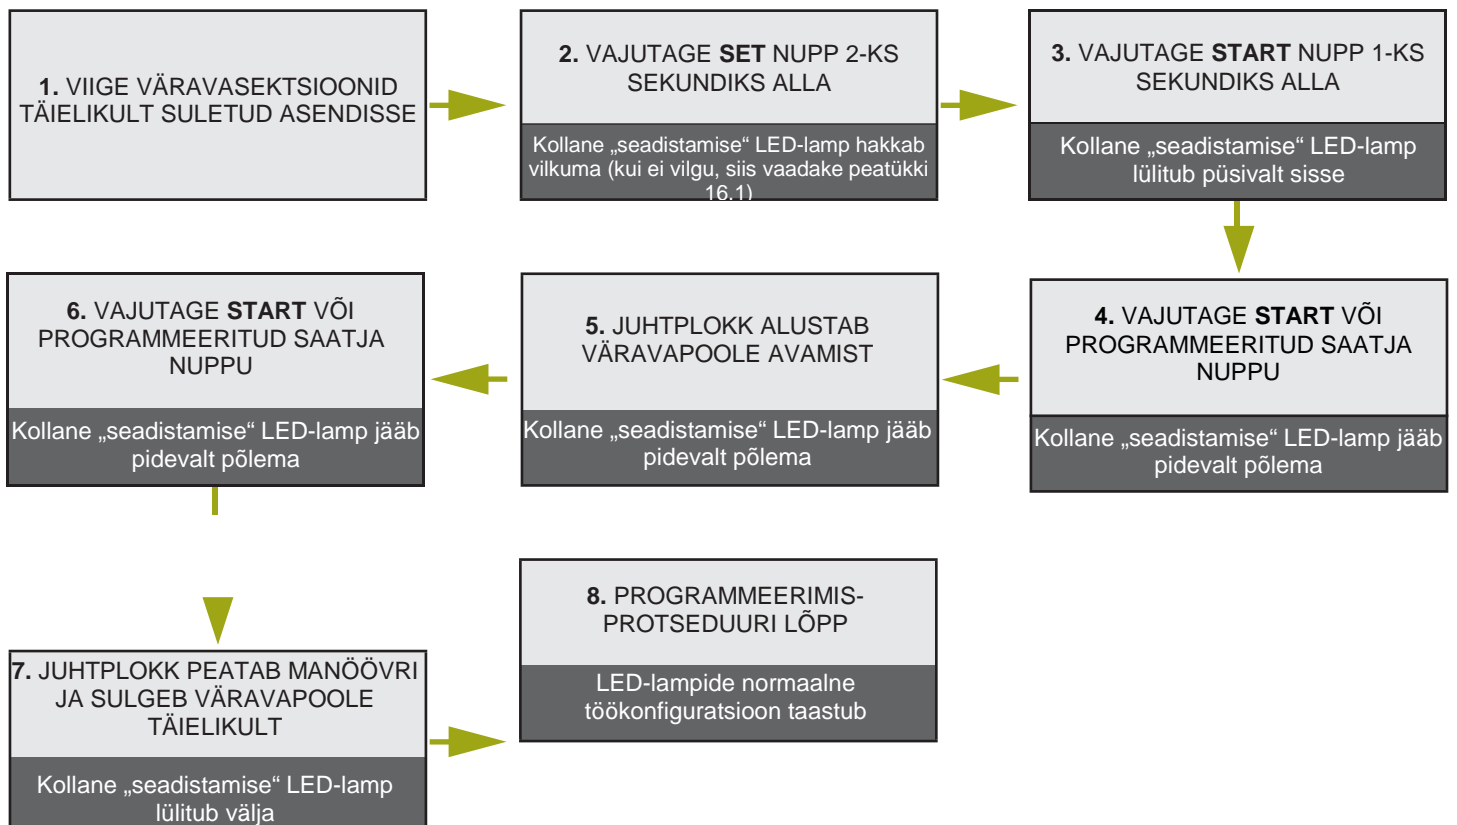 1. VIIGE VÄRAVASEKTSIOONID
TÄIELIKULT SULETUD ASENDISSE
2. VAJUTAGE SET NUPP 2-KS
SEKUNDIKS ALLA
Kollane „seadistamise“ LED-lamp hakkab
vilkuma (kui ei vilgu, siis vaadake peatükki
16.1)
3. VAJUTAGE START NUPP 1-KS
SEKUNDIKS ALLA
Kollane „seadistamise“ LED-lamp
lülitub püsivalt sisse
4. VAJUTAGE START VÕI
PROGRAMMEERITUD SAATJA
NUPPU
Kollane „seadistamise“ LED-lamp jääb
pidevalt põlema
5. JUHTPLOKK ALUSTAB
VÄRAVAPOOLE AVAMIST
Kollane „seadistamise“ LED-lamp jääb
pidevalt põlema
6. VAJUTAGE START VÕI
PROGRAMMEERITUD SAATJA
NUPPU
Kollane „seadistamise“ LED-lamp jääb
pidevalt põlema
7. JUHTPLOKK PEATAB MANÖÖVRI
JA SULGEB VÄRAVAPOOLE
TÄIELIKULT
Kollane „seadistamise“ LED-lamp
lülitub välja
8. PROGRAMMEERIMIS-
PROTSEDUURI LÕPP
LED-lampide normaalne
töökonfiguratsioon taastub